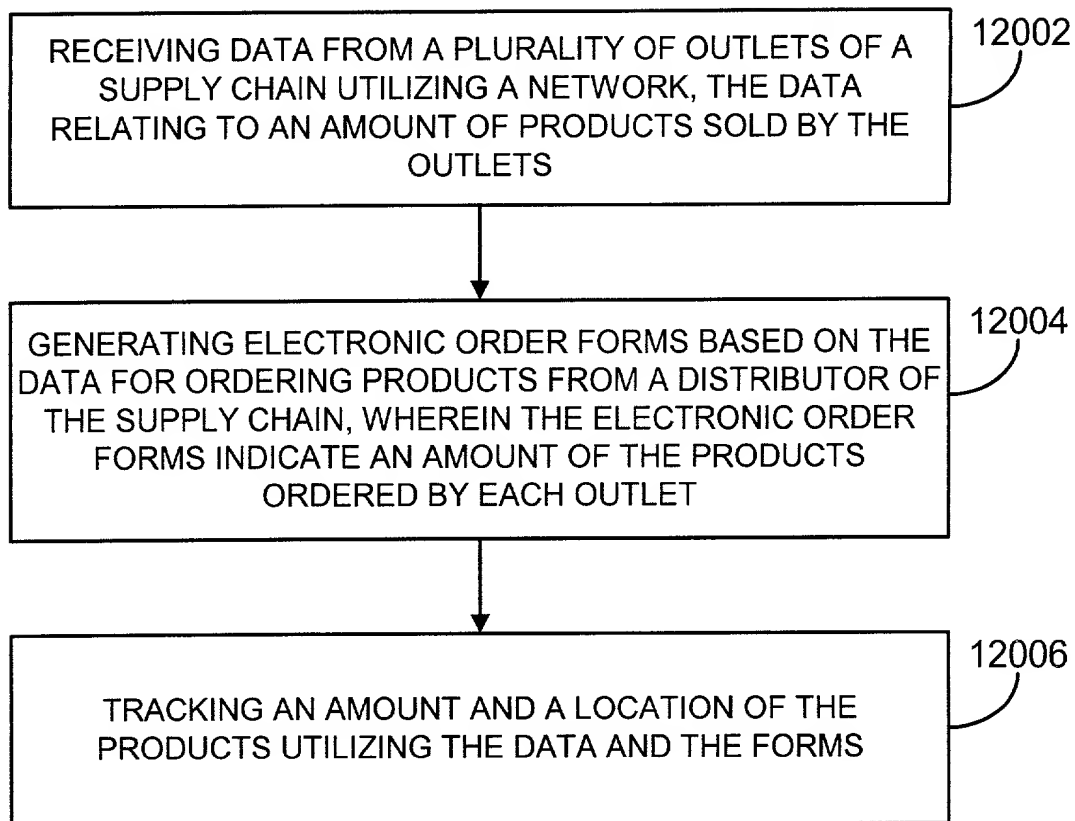 RECEIVING DATA FROM A PLURALITY OF OUTLETS OF A
SUPPLY CHAIN UTILIZING A NETWORK, THE DATA
RELATING TO AN AMOUNT OF PRODUCTS SOLD BY THE
OUTLETS
12002
GENERATING ELECTRONIC ORDER FORMS BASED ON THE
DATA FOR ORDERING PRODUCTS FROM A DISTRIBUTOR OF
THE SUPPLY CHAIN, WHEREIN THE ELECTRONIC ORDER
FORMS INDICATE AN AMOUNT OF THE PRODUCTS
ORDERED BY EACH OUTLET
12004
TRACKING AN AMOUNT AND A LOCATION OF THE
PRODUCTS UTILIZING THE DATA AND THE FORMS
12006